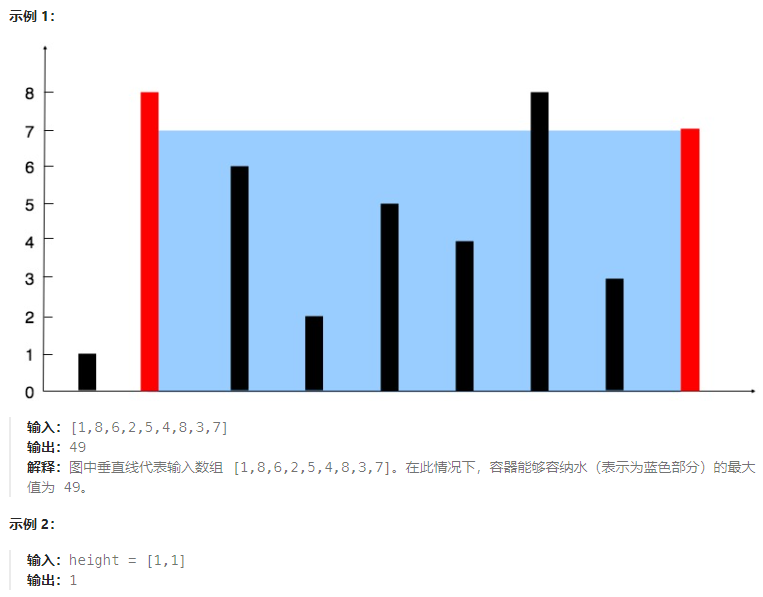 示例 1：
8
7
6
5
4
3
2
1
0
输入：[1,8,6,2,5,4,8,3,7]
输出：49
解释：图中垂直线代表输入数组 [1,8,6,2,5,4,8,3,7]。在此情况下，容器能够容纳水（表示为蓝色部分）的最大
值为 49。
示例 2：
输入：height = [1,1]
输出：1